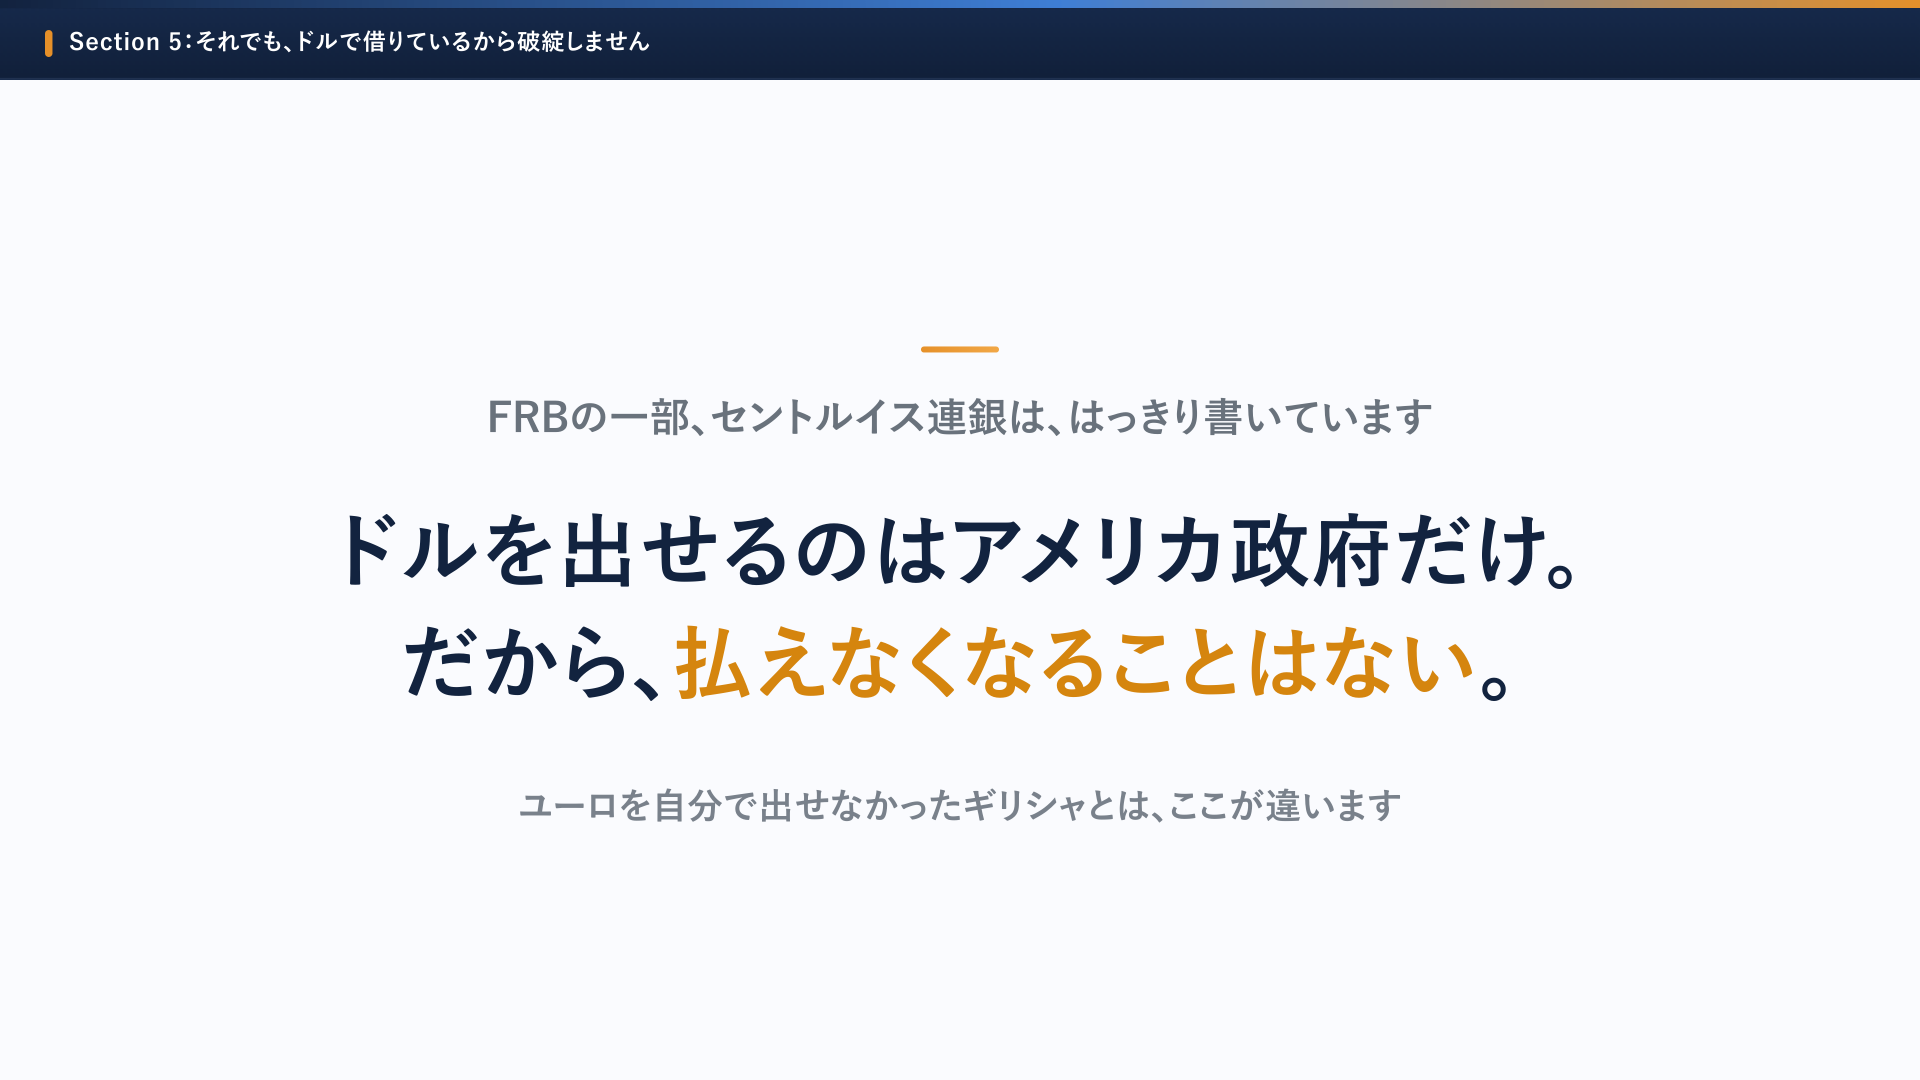 Section 5：それでも、ドルで借りているから破綻しません
FRBの一部、セントルイス連銀は、はっきり書いています
ドルを出せるのはアメリカ政府だけ。
だから、払えなくなることはない。
ユーロを自分で出せなかったギリシャとは、ここが違います